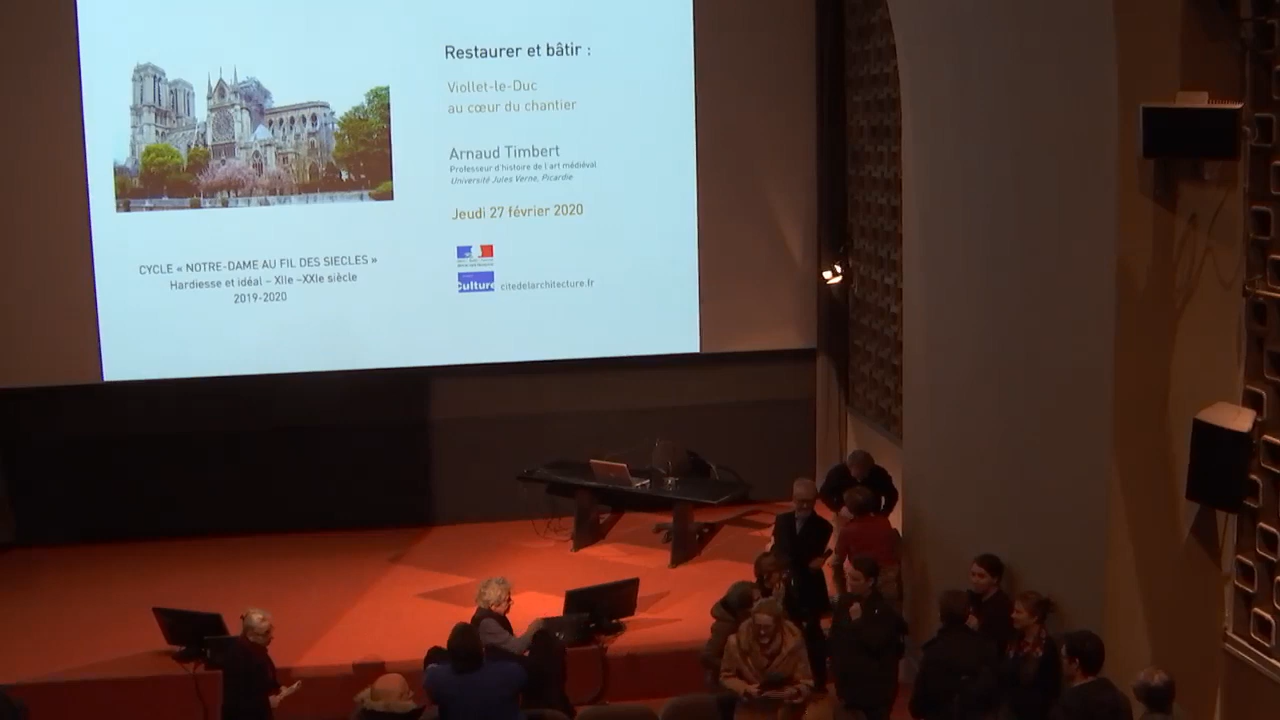 Restaurer et bâtir :
Viollet-le-Duc
au cœur du chantier
Arnaud Timbert
Professeur d'histoire de l'art médiéval
Université Jules Verne, Picardie
Jeudi 27 février 2020
Culture
citedelarchitecture.fr
CYCLE « NOTRE-DAME AU FIL DES SIECLES »
Hardiesse et idéal – XIIe –XXIe siècle
2019-2020